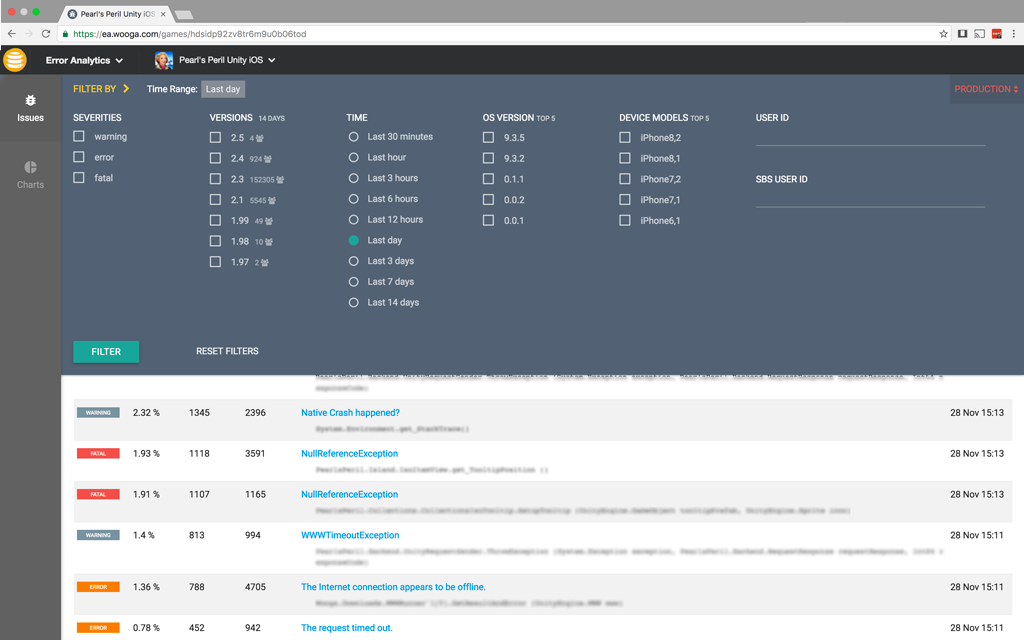 Pearl's Peril Unity iOS
https://ea.wooga.com/games/hdsidp92zv8tr6m9u0b06tod
Error Analytics
Pearl's Peril Unity iOS
FILTER BY
Time Range:
Last day
PRODUCTION
Issues
Charts
SEVERITIES
warning
error
fatal
VERSIONS 14 DAYS
2.5 4
2.4 924
2.3 152305
2.1 5545
1.99 49
1.98 10
1.97 2
TIME
Last 30 minutes
Last hour
Last 3 hours
Last 6 hours
Last 12 hours
Last day
Last 3 days
Last 7 days
Last 14 days
OS VERSION TOP 5
9.3.5
9.3.2
0.1.1
0.0.2
0.0.1
DEVICE MODELS TOP 5
iPhone8,2
iPhone8,1
iPhone7,2
iPhone7,1
iPhone6,1
USER ID
SBS USER ID
FILTER
RESET FILTERS
WARNING 2.32 % 1345 2396 Native Crash happened? 28 Nov 15:13
System.Environment.get_StackTrace()
FATAL 1.93 % 1118 3591 NullReferenceException 28 Nov 15:13
FATAL 1.91 % 1107 1165 NullReferenceException 28 Nov 15:13
WARNING 1.4 % 813 994 WWWTimeoutException 28 Nov 15:11
ERROR 1.36 % 788 4705 The Internet connection appears to be offline. 28 Nov 15:11
ERROR 0.78 % 452 942 The request timed out. 28 Nov 15:11